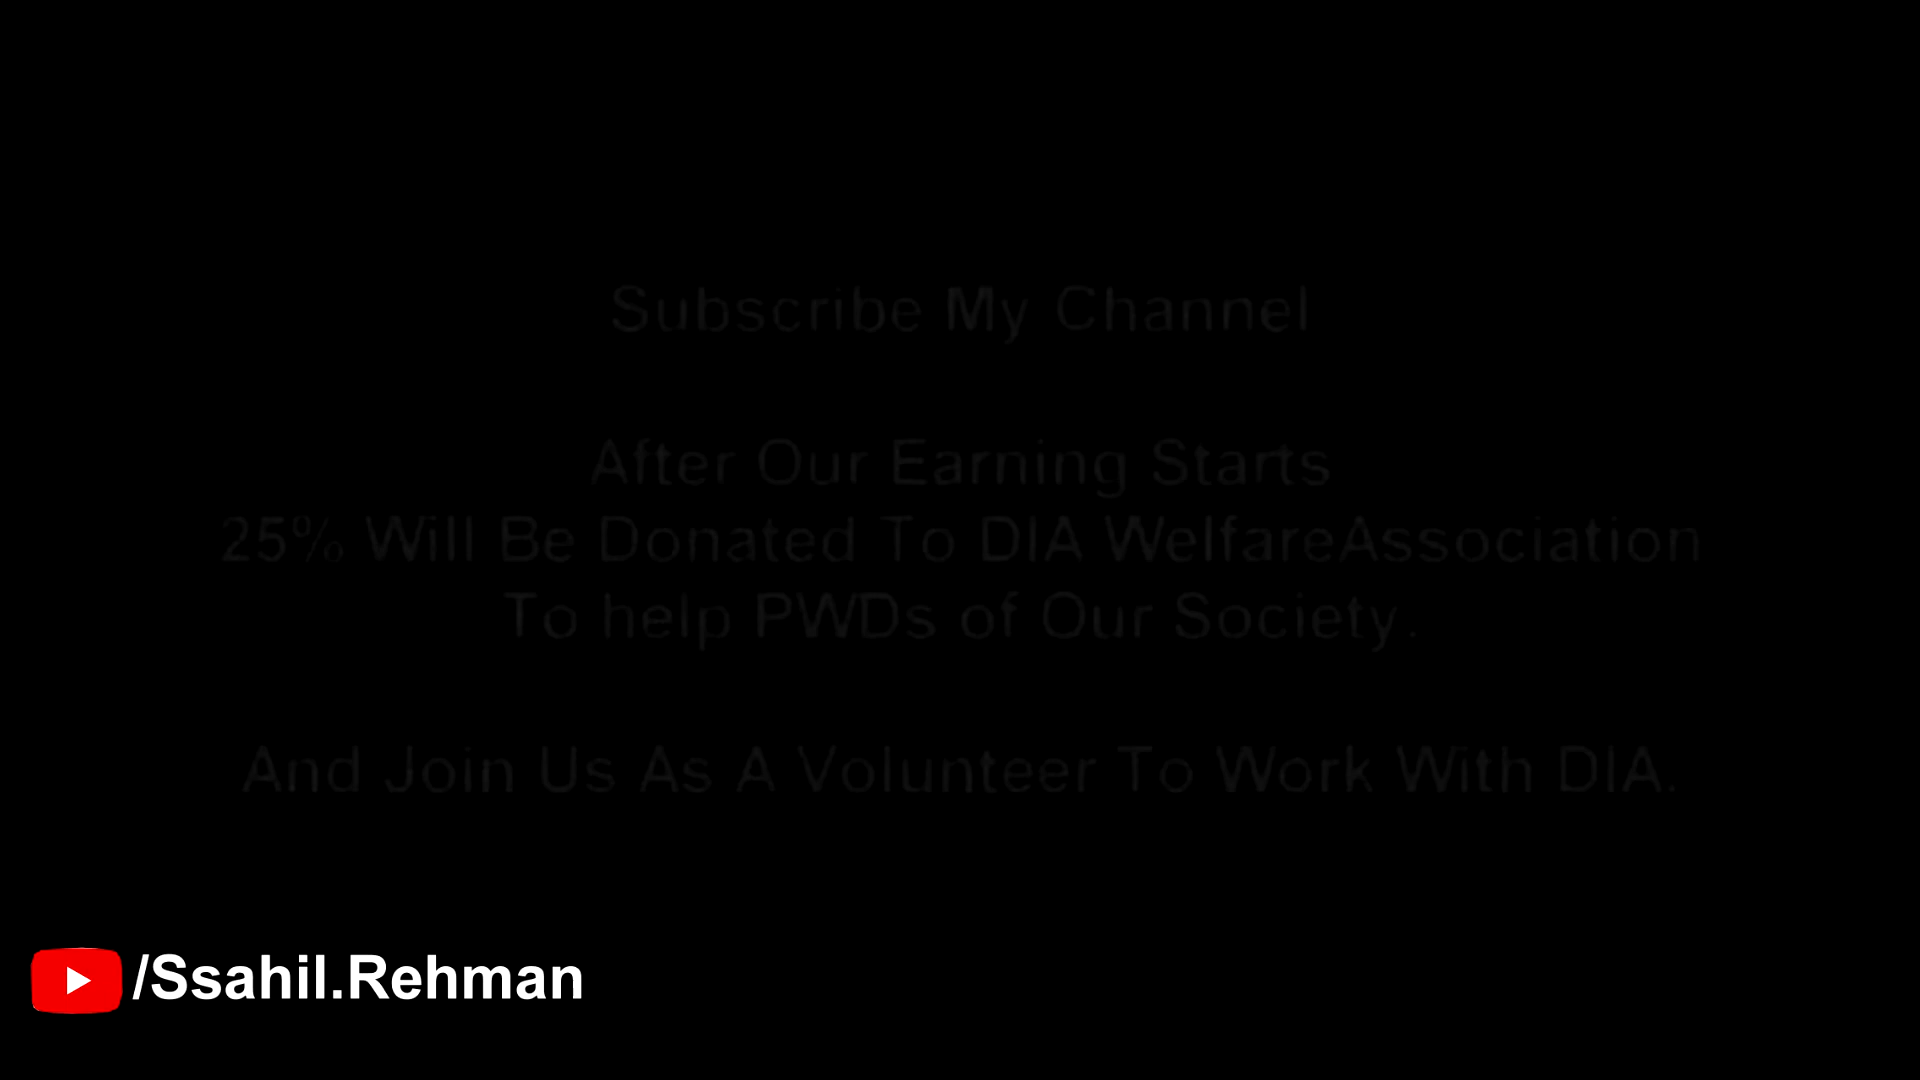 Subscribe My Channel
After Our Earning Starts
25% Will Be Donated To DIA WelfareAssociation
To help PWDs of Our Society.
And Join Us As A Volunteer To Work With DIA.
/Ssahil.Rehman